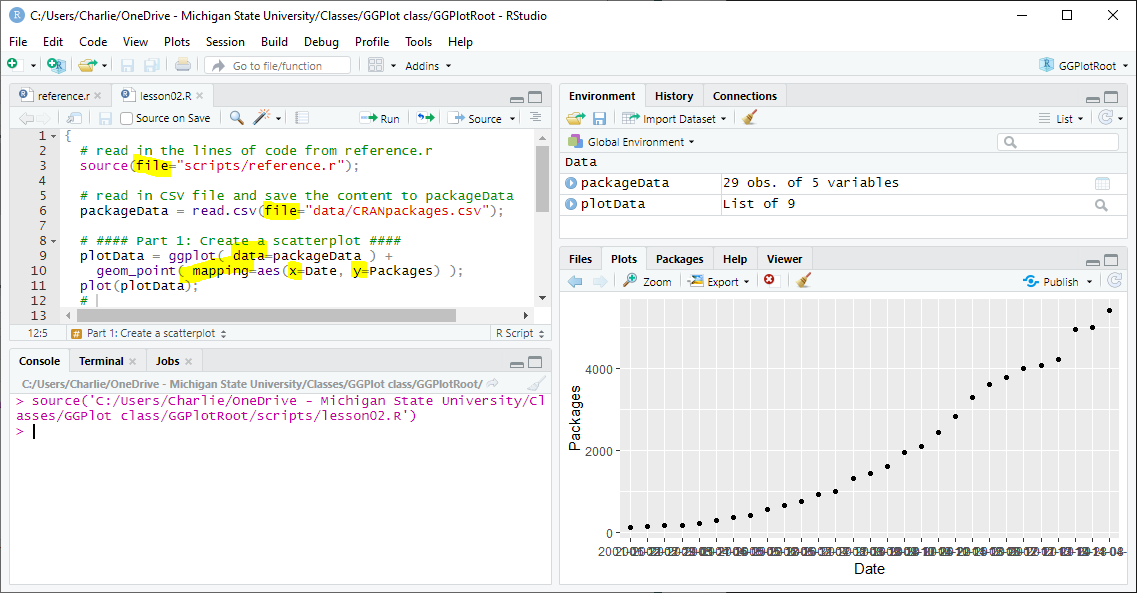 C:/Users/Charlie/OneDrive - Michigan State University/Classes/GGPlot class/GGPlotRoot - RStudio
File Edit Code View Plots Session Build Debug Profile Tools Help
Go to file/function Addins GGPlotRoot
reference.r lesson02.R
Source on Save Run Source
1 {
2 # read in the lines of code from reference.r
3 source(file="scripts/reference.r");
4
5 # read in CSV file and save the content to packageData
6 packageData = read.csv(file="data/CRANpackages.csv");
7
8 # #### Part 1: Create a scatterplot ####
9 plotData = ggplot( data=packageData ) +
10 geom_point( mapping=aes(x=Date, y=Packages) );
11 plot(plotData);
12 #
13
12:5 # Part 1: Create a scatterplot R Script
Console Terminal Jobs
C:/Users/Charlie/OneDrive - Michigan State University/Classes/GGPlot class/GGPlotRoot/
> source('C:/Users/Charlie/OneDrive - Michigan State University/Cl
asses/GGPlot class/GGPlotRoot/scripts/lesson02.R')
>
Environment History Connections
Import Dataset List
Global Environment
Data
packageData 29 obs. of 5 variables
plotData List of 9
Files Plots Packages Help Viewer
Zoom Export Publish
Packages
4000
2000
0
Date